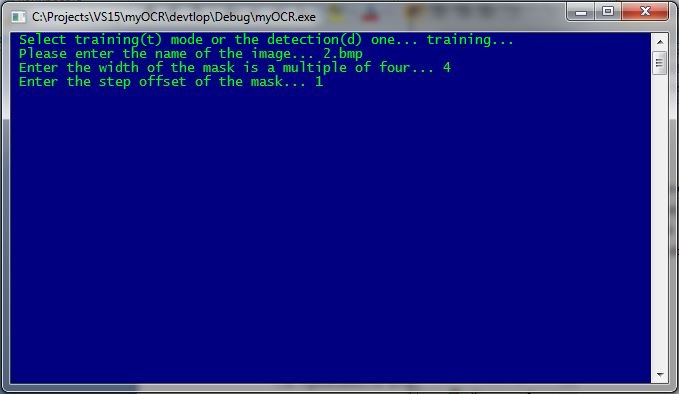 C:\Projects\VS15\myOCR\devtlop\Debug\myOCR.exe
Select training(t) mode or the detection(d) one... training...
Please enter the name of the image... 2.bmp
Enter the width of the mask is a multiple of four... 4
Enter the step offset of the mask... 1